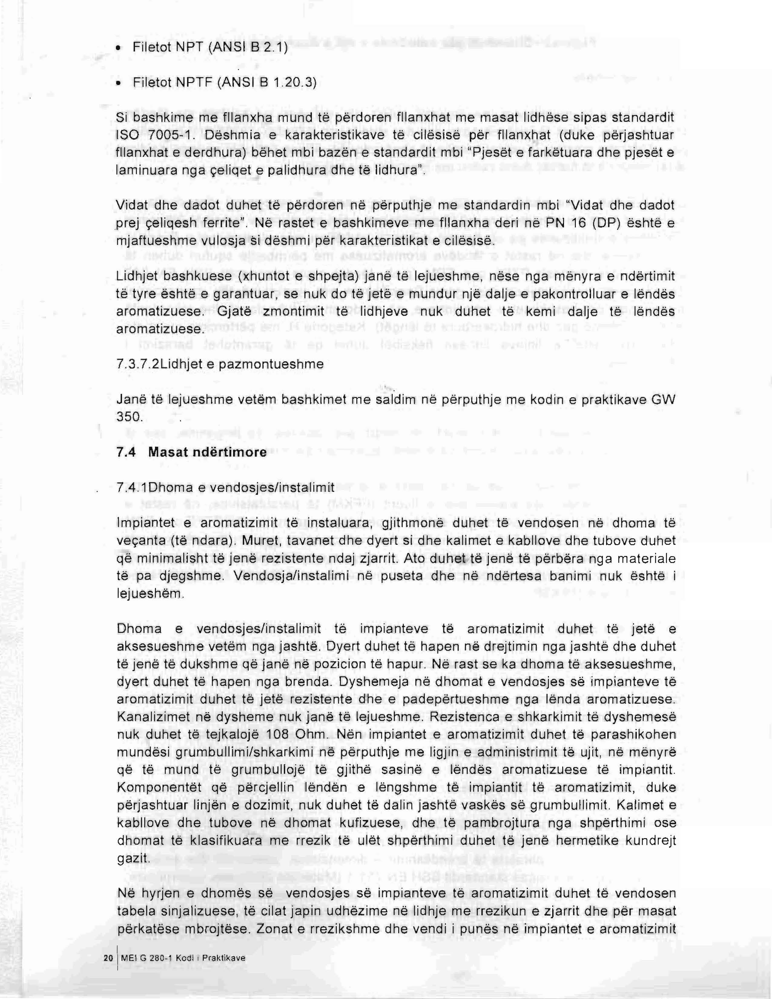 • Filetot NPT (ANSI B 2.1)
• Filetot NPTF (ANSI B 1.20.3)
Si bashkime me fllanxha mund të përdoren fllanxhat me masat lidhëse sipas standardit
ISO 7005-1. Dëshmia e karakteristikave të cilësisë për fllanxhat (duke përjashtuar
fllanxhat e derdhura) bëhet mbi bazën e standardit mbi “Pjesët e farkëtuara dhe pjesët e
laminuara nga çeliqet e palidhura dhe të lidhura”.
Vidat dhe dadot duhet të përdoren në përputhje me standardin mbi “Vidat dhe dadot
prej çeliqesh ferrite”. Në rastet e bashkimeve me fllanxha deri në PN 16 (DP) është e
mjaftueshme vulosja si dëshmi për karakteristikat e cilësisë.
Lidhjet bashkuese (xhuntot e shpejta) janë të lejueshme, nëse nga mënyra e ndërtimit
të tyre është e garantuar, se nuk do të jetë e mundur një dalje e pakontrolluar e lëndës
aromatizuese. Gjatë zmontimit të lidhjeve nuk duhet të kemi dalje të lëndës
aromatizuese.
7.3.7.2Lidhjet e pazmontueshme
Janë të lejueshme vetëm bashkimet me saldim në përputhje me kodin e praktikave GW
350.
7.4 Masat ndërtimore
7.4.1Dhoma e vendosjes/instalimit
Impiantet e aromatizimit të instaluara, gjithmonë duhet të vendosen në dhoma të
veçanta (të ndara). Muret, tavanet dhe dyert si dhe kalimet e kabllove dhe tubove duhet
që minimalisht të jenë rezistente ndaj zjarrit. Ato duhet të jenë të përbëra nga materiale
të pa djegshme. Vendosja/instalimi në puseta dhe në ndërtesa banimi nuk është i
lejueshëm.
Dhoma e vendosjes/instalimit të impianteve të aromatizimit duhet të jetë e
aksesueshme vetëm nga jashtë. Dyert duhet të hapen në drejtimin nga jashtë dhe duhet
të jenë të dukshme që janë në pozicion të hapur. Në rast se ka dhoma të aksesueshme,
dyert duhet të hapen nga brenda. Dyshemeja në dhomat e vendosjes së impianteve të
aromatizimit duhet të jetë rezistente dhe e padepërtueshme nga lënda aromatizuese.
Kanalizimet në dysheme nuk janë të lejueshme. Rezistenca e shkarkimit të dyshemesë
nuk duhet të tejkalojë 108 Ohm. Nën impiantet e aromatizimit duhet të parashikohen
mundësi grumbullimi/shkarkimi në përputhje me ligjin e administrimit të ujit, në mënyrë
që të mund të grumbullojë të gjithë sasinë e lëndës aromatizuese të impiantit.
Komponentët që përcjellin lëndën e lëngshme të impiantit të aromatizimit, duke
përjashtuar linjën e dozimit, nuk duhet të dalin jashtë vaskës së grumbullimit. Kalimet e
kabllove dhe tubove në dhomat kufizuese, dhe të pambrojtura nga shpërthimi ose
dhomat të klasifikuara me rrezik të ulët shpërthimi duhet të jenë hermetike kundrejt
gazit.
Në hyrjen e dhomës së vendosjes së impianteve të aromatizimit duhet të vendosen
tabela sinjalizuese, të cilat japin udhëzime në lidhje me rrezikun e zjarrit dhe për masat
përkatëse mbrojtëse. Zonat e rrezikshme dhe vendi i punës në impiantet e aromatizimit
20 | MEI G 280-1 Kodi i Praktikave